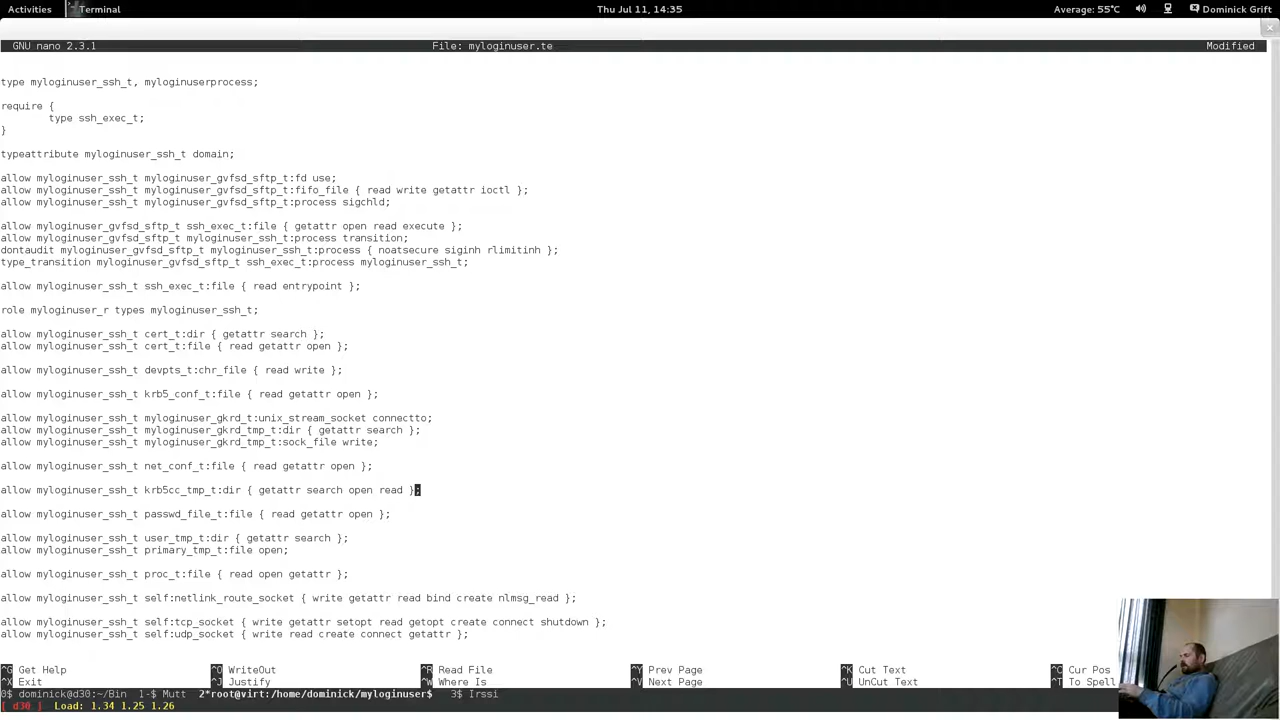 Activities Terminal Thu Jul 11, 14:35 Average: 55°C Dominick Grift
GNU nano 2.3.1 File: myloginuser.te Modified
type myloginuser_ssh_t, myloginuserprocess;
require {
type ssh_exec_t;
}
typeattribute myloginuser_ssh_t domain;
allow myloginuser_ssh_t myloginuser_gvfsd_sftp_t:fd use;
allow myloginuser_ssh_t myloginuser_gvfsd_sftp_t:fifo_file { read write getattr ioctl };
allow myloginuser_ssh_t myloginuser_gvfsd_sftp_t:process sigchld;
allow myloginuser_gvfsd_sftp_t ssh_exec_t:file { getattr open read execute };
allow myloginuser_gvfsd_sftp_t myloginuser_ssh_t:process transition;
dontaudit myloginuser_gvfsd_sftp_t myloginuser_ssh_t:process { noatsecure siginh rlimitinh };
type_transition myloginuser_gvfsd_sftp_t ssh_exec_t:process myloginuser_ssh_t;
allow myloginuser_ssh_t ssh_exec_t:file { read entrypoint };
role myloginuser_r types myloginuser_ssh_t;
allow myloginuser_ssh_t cert_t:dir { getattr search };
allow myloginuser_ssh_t cert_t:file { read getattr open };
allow myloginuser_ssh_t devpts_t:chr_file { read write };
allow myloginuser_ssh_t krb5_conf_t:file { read getattr open };
allow myloginuser_ssh_t myloginuser_gkrd_t:unix_stream_socket connectto;
allow myloginuser_ssh_t myloginuser_gkrd_tmp_t:dir { getattr search };
allow myloginuser_ssh_t myloginuser_gkrd_tmp_t:sock_file write;
allow myloginuser_ssh_t net_conf_t:file { read getattr open };
allow myloginuser_ssh_t krb5cc_tmp_t:dir { getattr search open read };
allow myloginuser_ssh_t passwd_file_t:file { read getattr open };
allow myloginuser_ssh_t user_tmp_t:dir { getattr search };
allow myloginuser_ssh_t primary_tmp_t:file open;
allow myloginuser_ssh_t proc_t:file { read open getattr };
allow myloginuser_ssh_t self:netlink_route_socket { write getattr read bind create nlmsg_read };
allow myloginuser_ssh_t self:tcp_socket { write getattr setopt read getopt create connect shutdown };
allow myloginuser_ssh_t self:udp_socket { write read create connect getattr };
^G Get Help ^O WriteOut ^R Read File ^Y Prev Page ^K Cut Text ^C Cur Pos
^X Exit ^J Justify ^W Where Is ^V Next Page ^U UnCut Text ^T To Spell
0$ dominick@d30:~/Bin 1-$ Mutt 2*root@virt:/home/dominick/myloginuser$ 3$ Irssi
[ d30 ] Load: 1.34 1.25 1.26